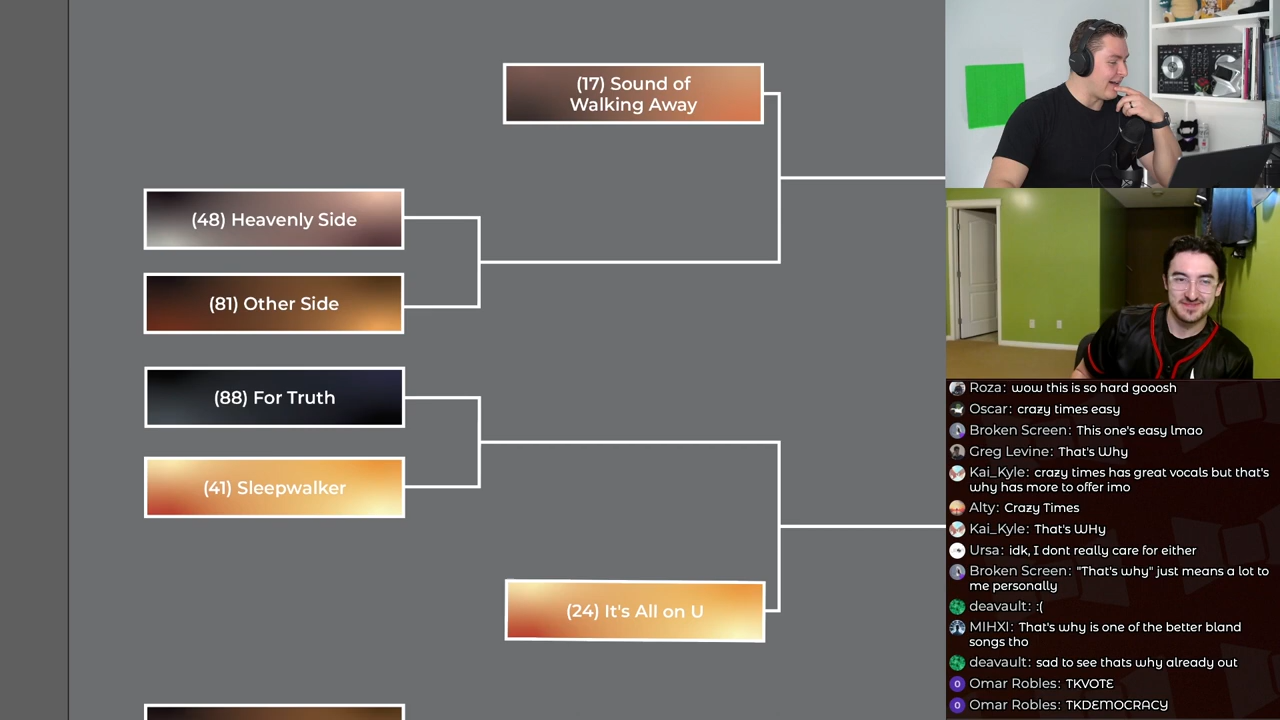 (17) Sound of
Walking Away
(48) Heavenly Side
(81) Other Side
(88) For Truth
(41) Sleepwalker
(24) It's All on U
Roza: wow this is so hard gooosh
Oscar: crazy times easy
Broken Screen: This one's easy lmao
Greg Levine: That's Why
Kai_Kyle: crazy times has great vocals but that's
why has more to offer imo
Alty: Crazy Times
Kai_Kyle: That's WHy
Ursa: idk, I dont really care for either
Broken Screen: "That's why" just means a lot to
me personally
deavault: :(
MIHXI: That's why is one of the better bland
songs tho
deavault: sad to see thats why already out
O Omar Robles: TKVOTE
O Omar Robles: TKDEMOCRACY